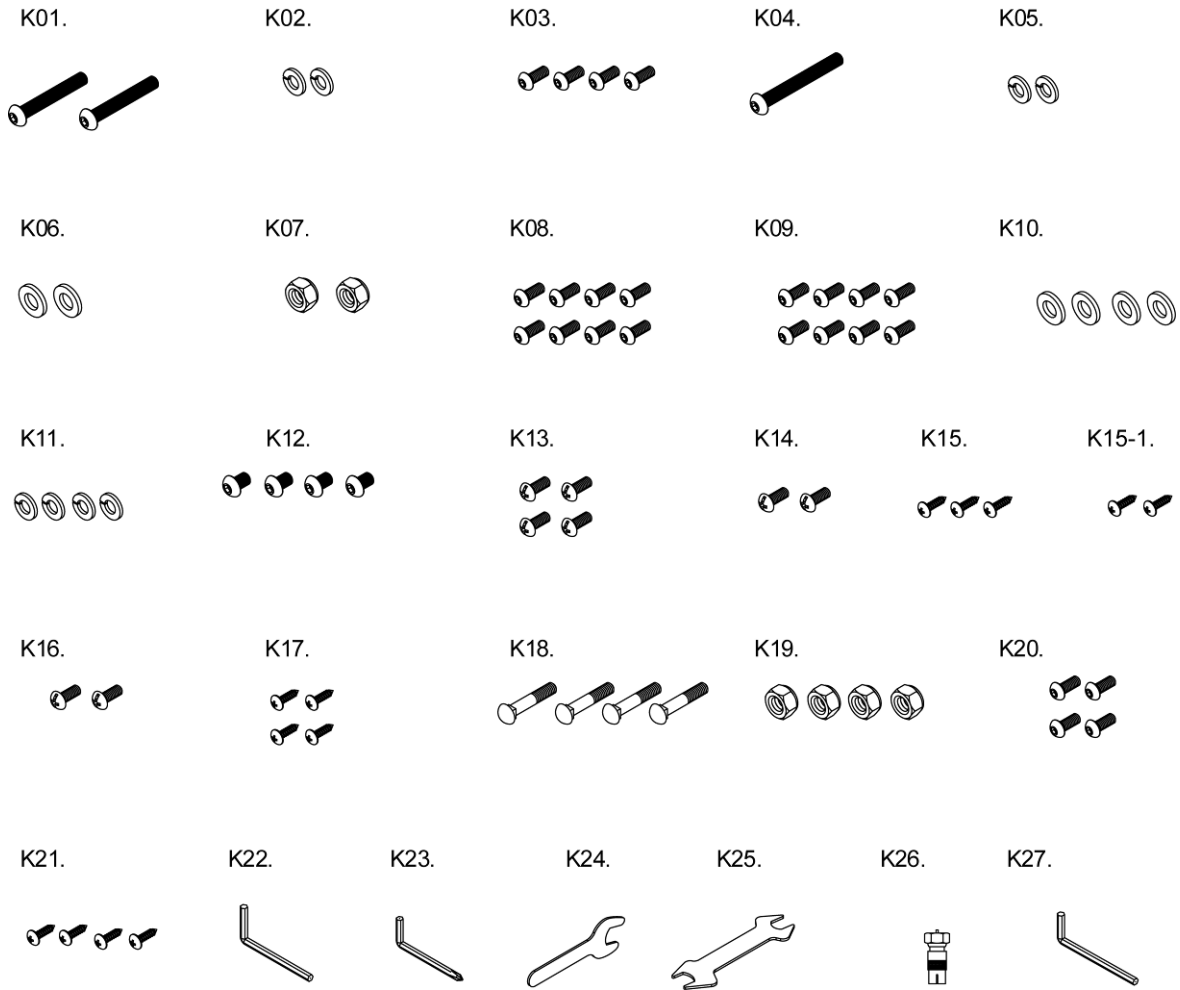 K01. K02. K03. K04. K05.
K06. K07. K08. K09. K10.
K11. K12. K13. K14. K15. K15-1.
K16. K17. K18. K19. K20.
K21. K22. K23. K24. K25. K26. K27.